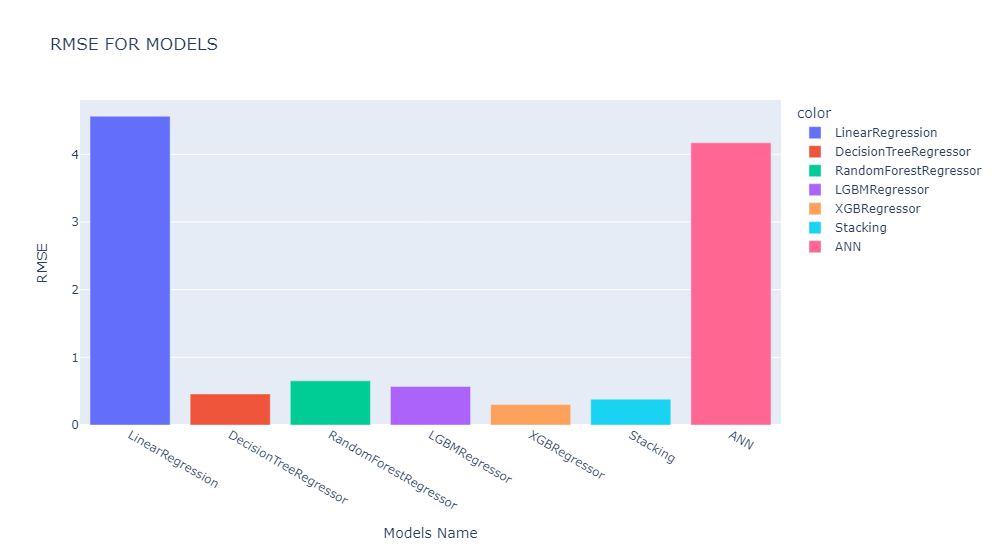 RMSE FOR MODELS
color
LinearRegression
DecisionTreeRegressor
RandomForestRegressor
LGBMRegressor
XGBRegressor
Stacking
ANN
RMSE
4
3
2
1
0
LinearRegression
DecisionTreeRegressor
RandomForestRegressor
LGBMRegressor
XGBRegressor
Stacking
ANN
Models Name